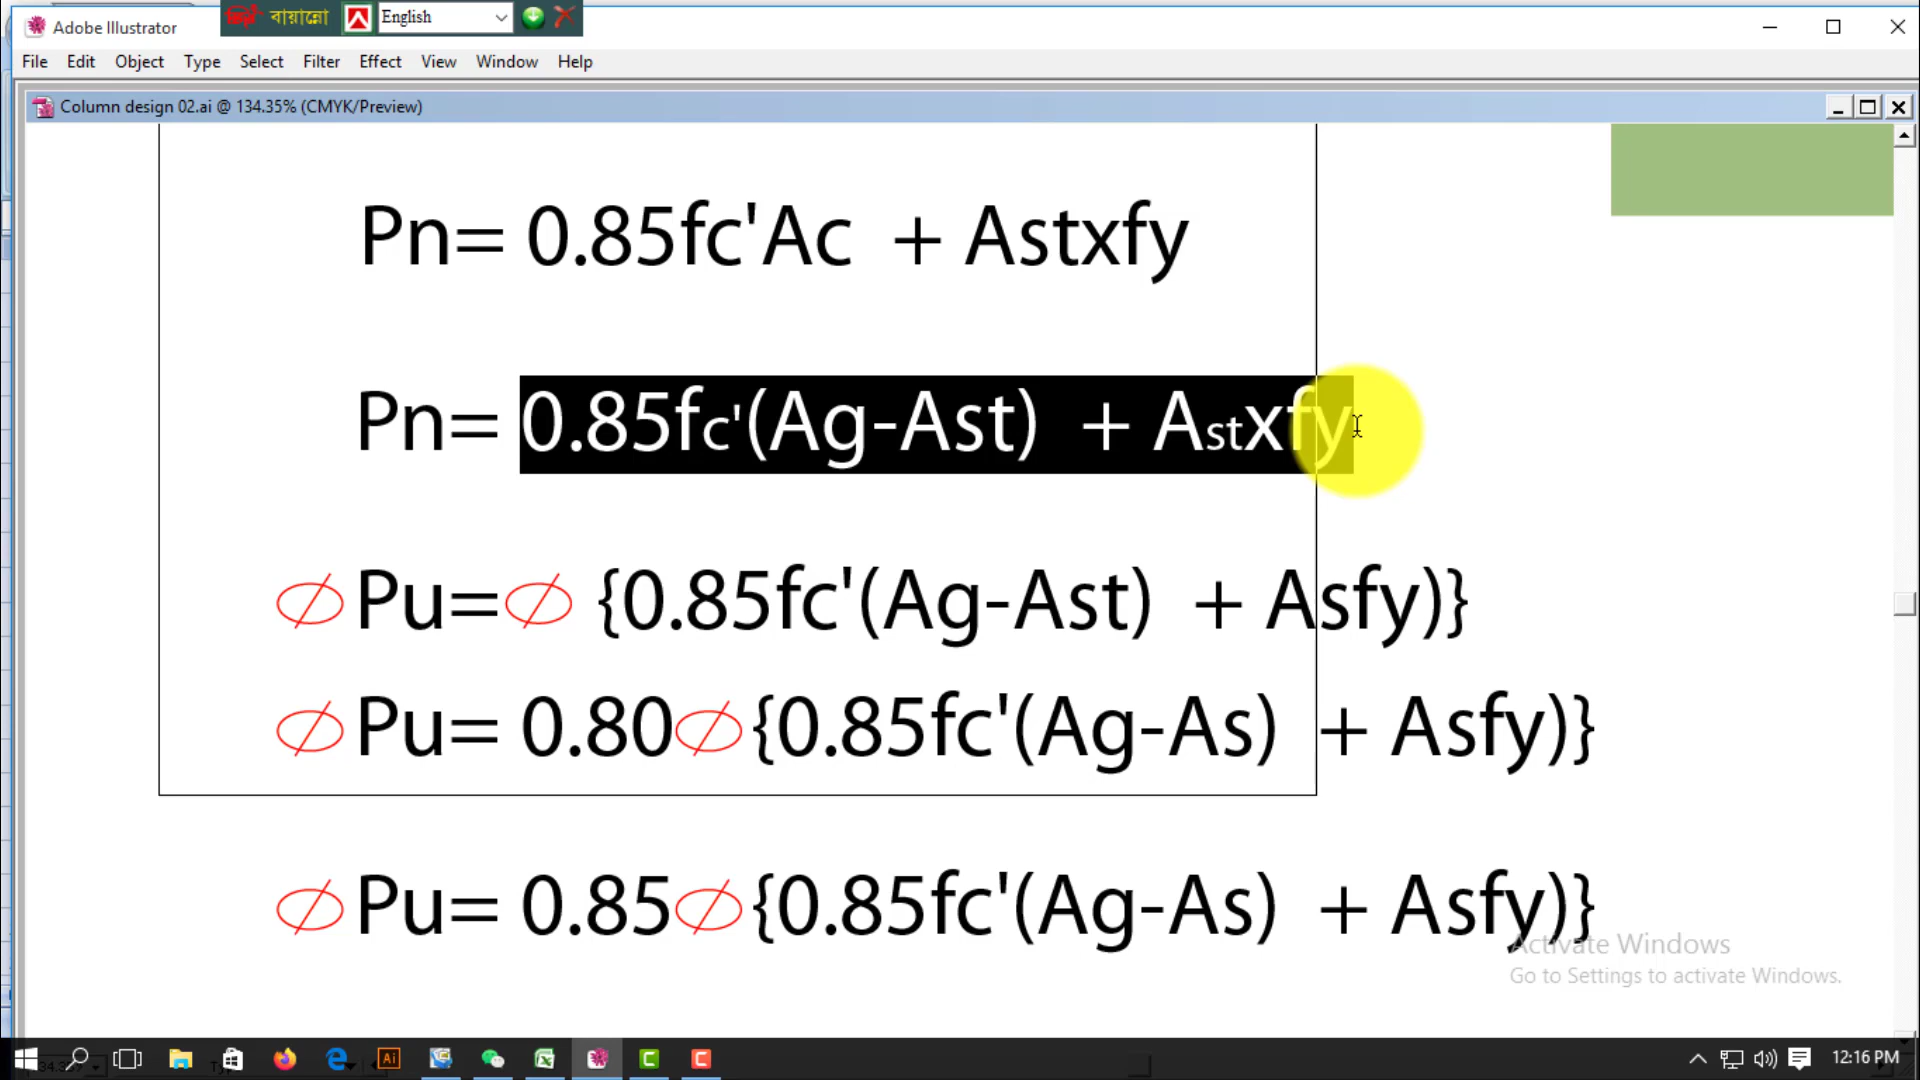 বায়ান্নো
English
Adobe Illustrator
File Edit Object Type Select Filter Effect View Window Help
Column design 02.ai @ 134.35% (CMYK/Preview)
Pn= 0.85fc'Ac + Astxfy
Pn= 0.85fc'(Ag-Ast) + Astxfy
∅ Pu=∅ {0.85fc'(Ag-Ast) + Asfy)}
∅ Pu= 0.80∅{0.85fc'(Ag-As) + Asfy)}
∅ Pu= 0.85∅{0.85fc'(Ag-As) + Asfy)}
Activate Windows
Go to Settings to activate Windows.
Ai
12:16 PM